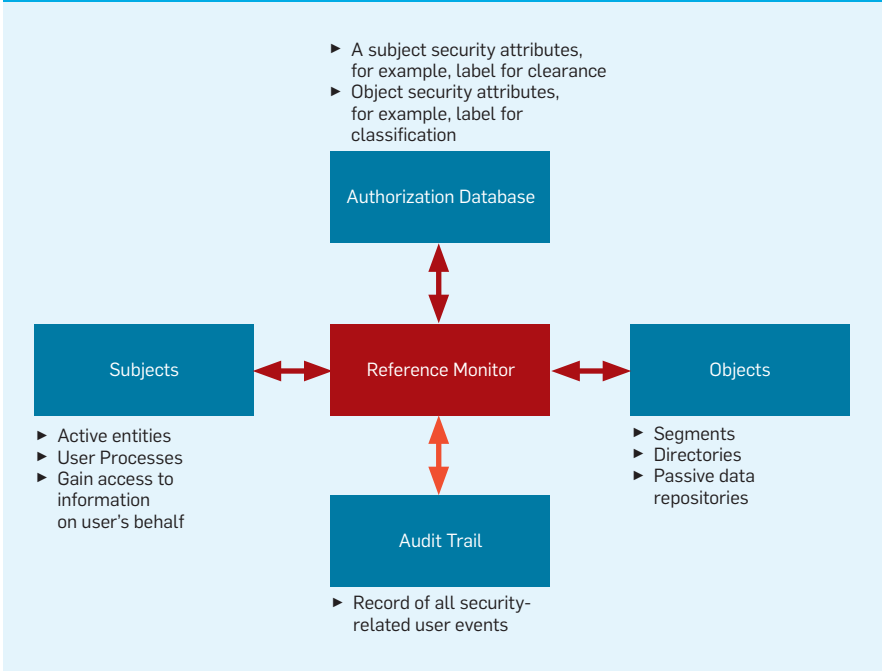 ► A subject security attributes,
for example, label for clearance
► Object security attributes,
for example, label for
classification
Authorization Database
Subjects
Reference Monitor
Objects
► Active entities
► User Processes
► Gain access to
information
on user's behalf
► Segments
► Directories
► Passive data
repositories
Audit Trail
► Record of all security-
related user events